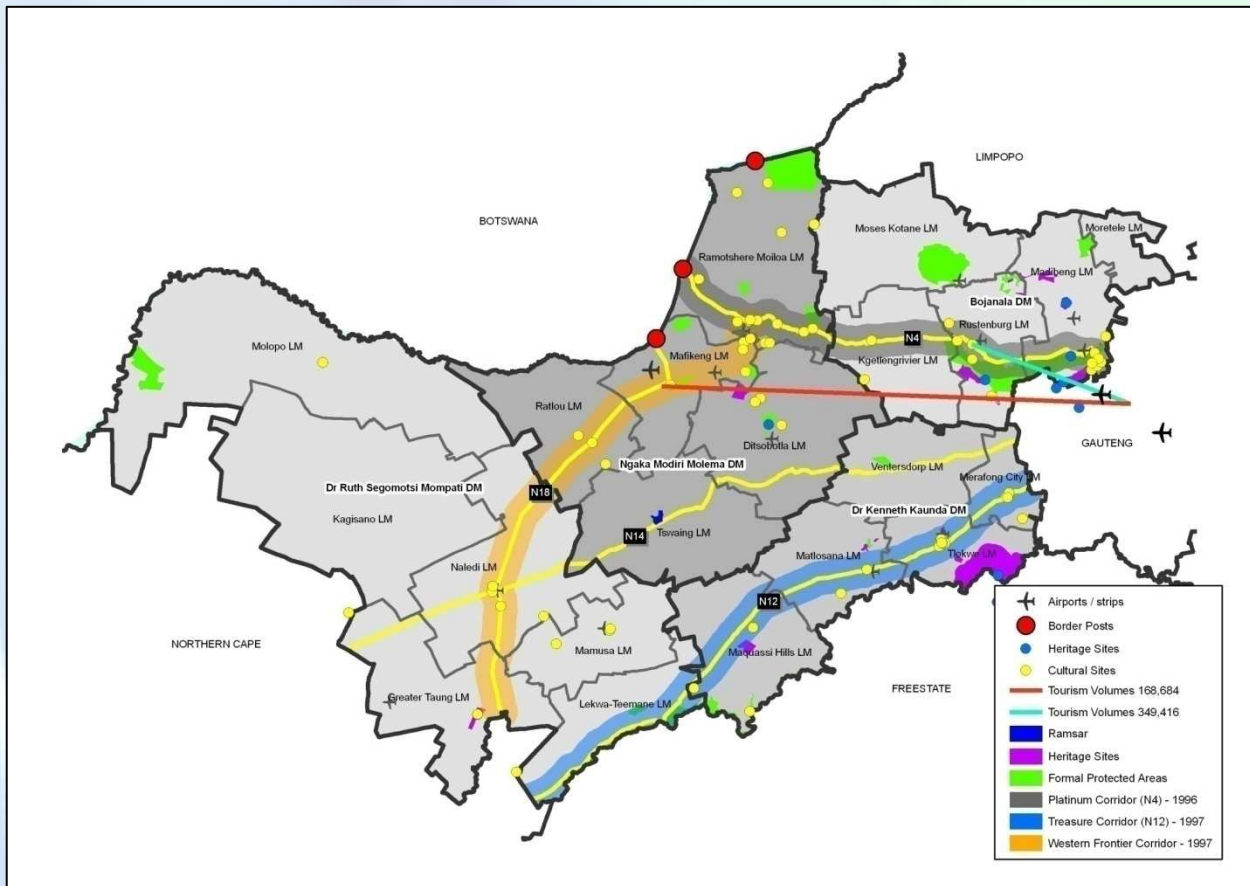 LIMPOPO
BOTSWANA
Moses Kotane LM
Moretele LM
Ramotshere Moiloa LM
Madibeng LM
Bojanala DM
Rustenburg LM
N4
Molopo LM
Mafikeng LM
Kgetlengrivier LM
Ratlou LM
Ditsobotla LM
GAUTENG
Ngaka Modiri Molema DM
Ventersdorp LM
Merafong City LM
Dr Ruth Segomotsi Mompati DM
N18
Kagisano LM
Dr Kenneth Kaunda DM
Tswaing LM
N14
Matlosana LM
Tlokwe LM
Naledi LM
N12
NORTHERN CAPE
Mamusa LM
Maquassi Hills LM
FREESTATE
Greater Taung LM
Lekwa-Teemane LM
Airports / strips
Border Posts
Heritage Sites
Cultural Sites
Tourism Volumes 168,684
Tourism Volumes 349,416
Ramsar
Heritage Sites
Formal Protected Areas
Platinum Corridor (N4) - 1996
Treasure Corridor (N12) - 1997
Western Frontier Corridor - 1997